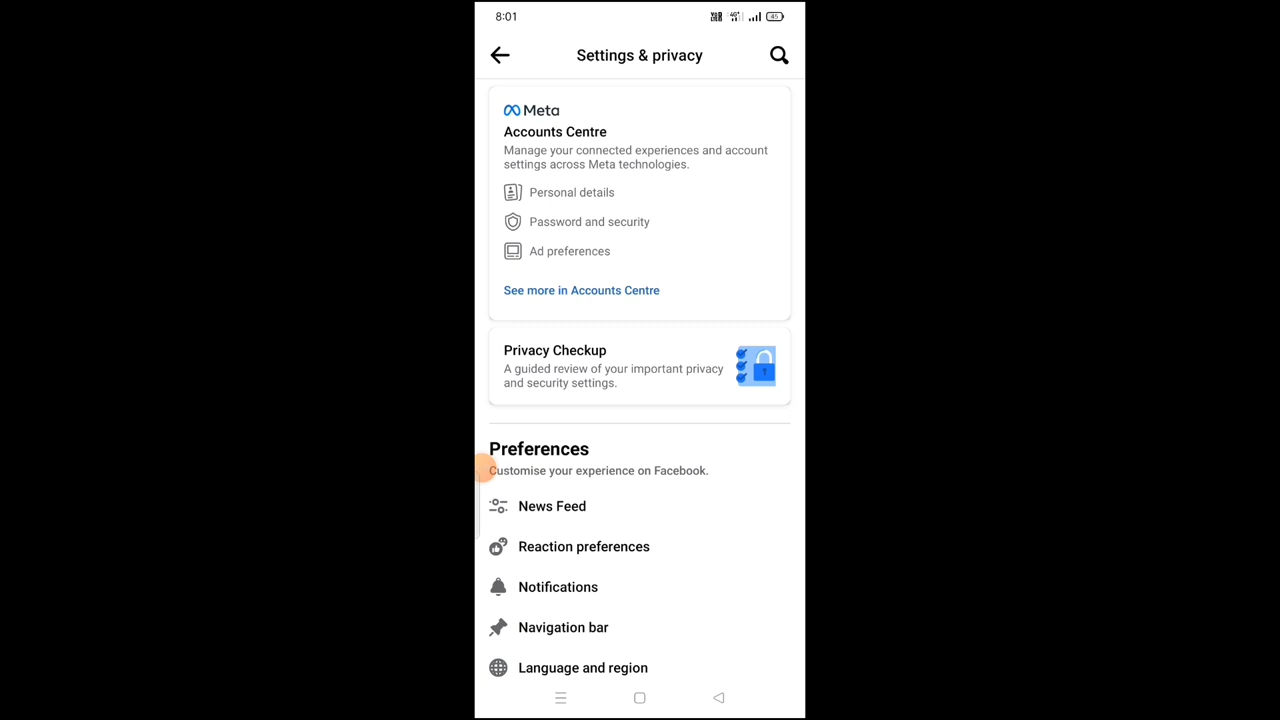 8:01
45
Settings & privacy
Meta
Accounts Centre
Manage your connected experiences and account
settings across Meta technologies.
Personal details
Password and security
Ad preferences
See more in Accounts Centre
Privacy Checkup
A guided review of your important privacy
and security settings.
Preferences
Customise your experience on Facebook.
News Feed
Reaction preferences
Notifications
Navigation bar
Language and region